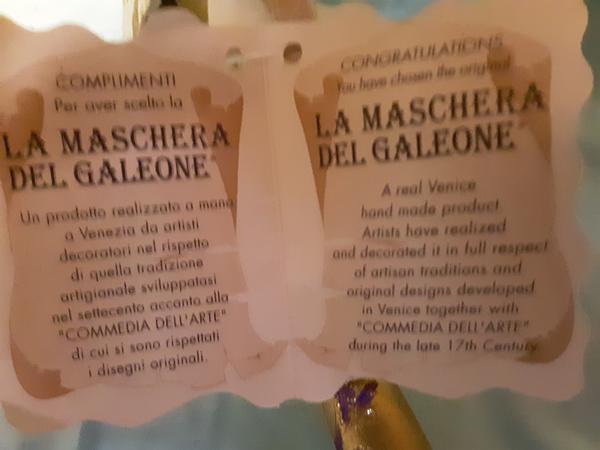 COMPLIMENTI
Per aver scelto la
LA MASCHERA
DEL GALEONE
Un prodotto realizzato a mano
a Venezia da artisti
decoratori nel rispetto
di quella tradizione
artigianale sviluppatasi
nel settecento accanto alla
"COMMEDIA DELL'ARTE"
di cui si sono rispettati
i disegni originali.
CONGRATULATIONS
You have chosen the original
LA MASCHERA
DEL GALEONE
A real Venice
hand made product
Artists have realized
and decorated it in full respect
of artisan traditions and
original designs developed
in Venice together with
"COMMEDIA DELL'ARTE"
during the late 17th Century